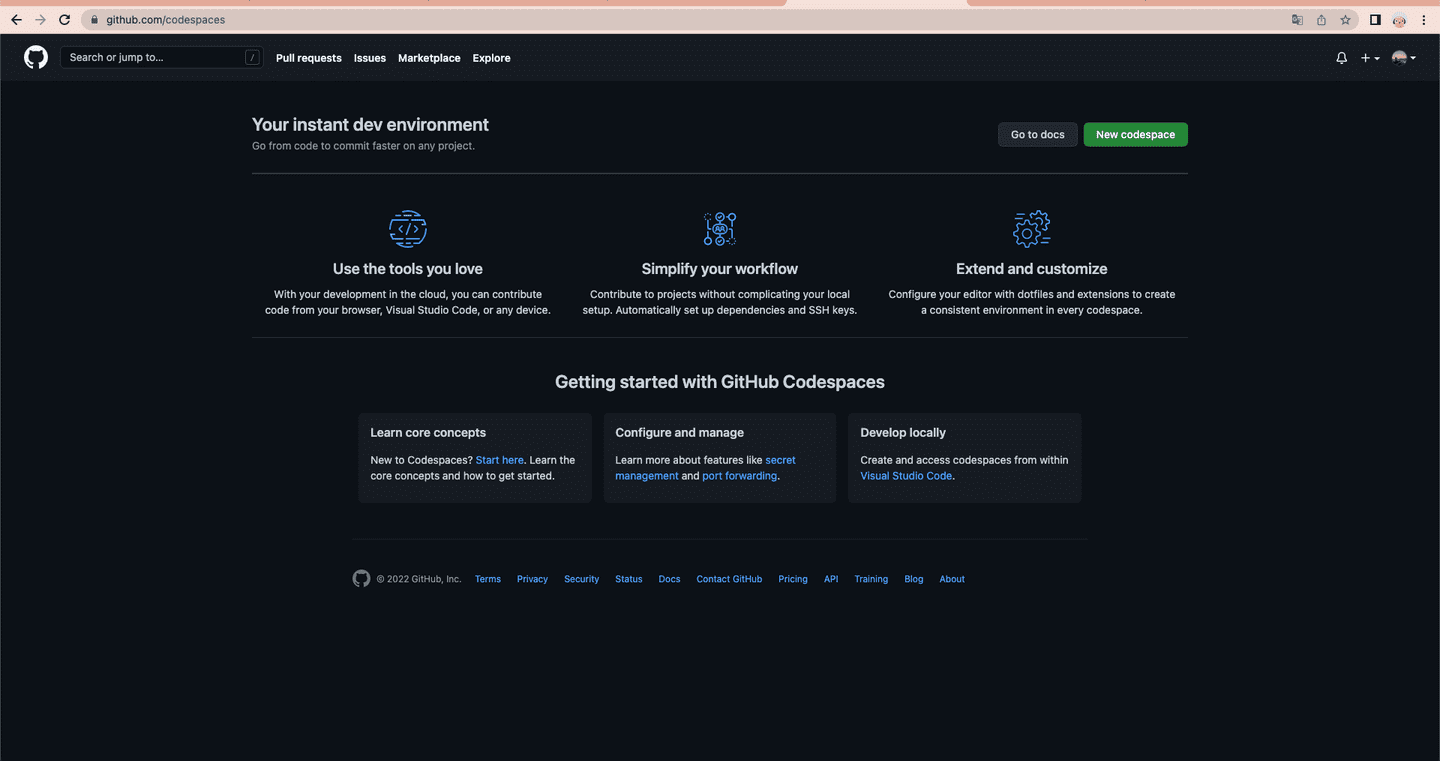 github.com/codespaces
Search or jump to...
/
Pull requests
Issues
Marketplace
Explore
Your instant dev environment
Go from code to commit faster on any project.
Go to docs
New codespace
Use the tools you love
With your development in the cloud, you can contribute
code from your browser, Visual Studio Code, or any device.
Simplify your workflow
Contribute to projects without complicating your local
setup. Automatically set up dependencies and SSH keys.
Extend and customize
Configure your editor with dotfiles and extensions to create
a consistent environment in every codespace.
Getting started with GitHub Codespaces
Learn core concepts
New to Codespaces? Start here. Learn the
core concepts and how to get started.
Configure and manage
Learn more about features like secret
management and port forwarding.
Develop locally
Create and access codespaces from within
Visual Studio Code.
© 2022 GitHub, Inc.
Terms
Privacy
Security
Status
Docs
Contact GitHub
Pricing
API
Training
Blog
About